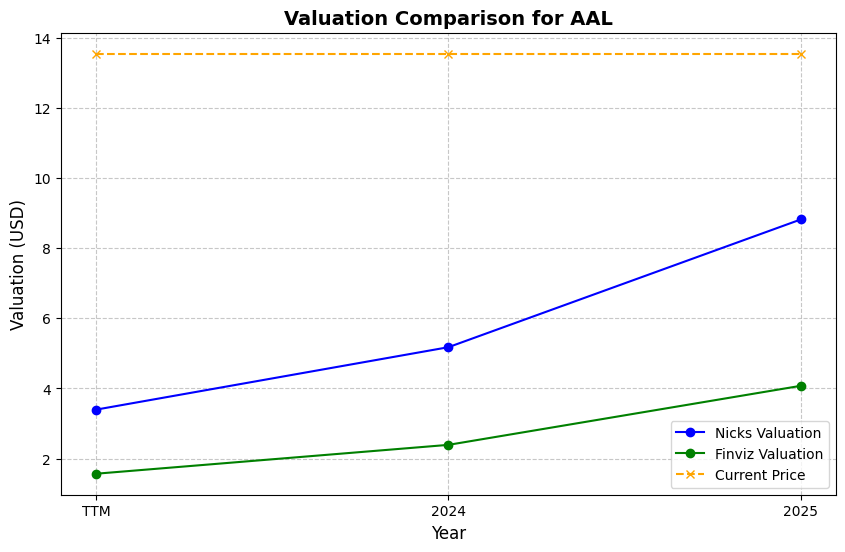 Valuation Comparison for AAL
Valuation (USD)
14
12
10
8
6
4
2
TTM
2024
2025
Year
Nicks Valuation
Finviz Valuation
Current Price